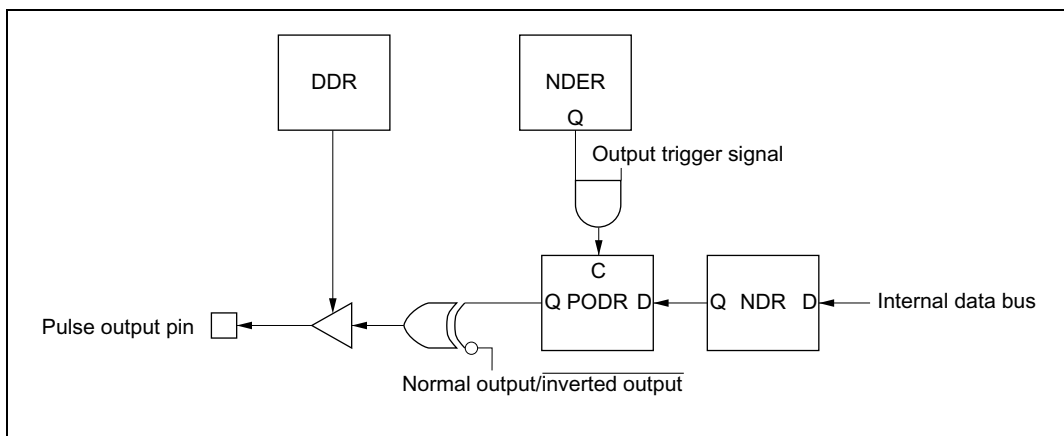 DDR
NDER
Q
Output trigger signal
C
Q PODR D
Q NDR D
Internal data bus
Pulse output pin
Normal output/inverted output